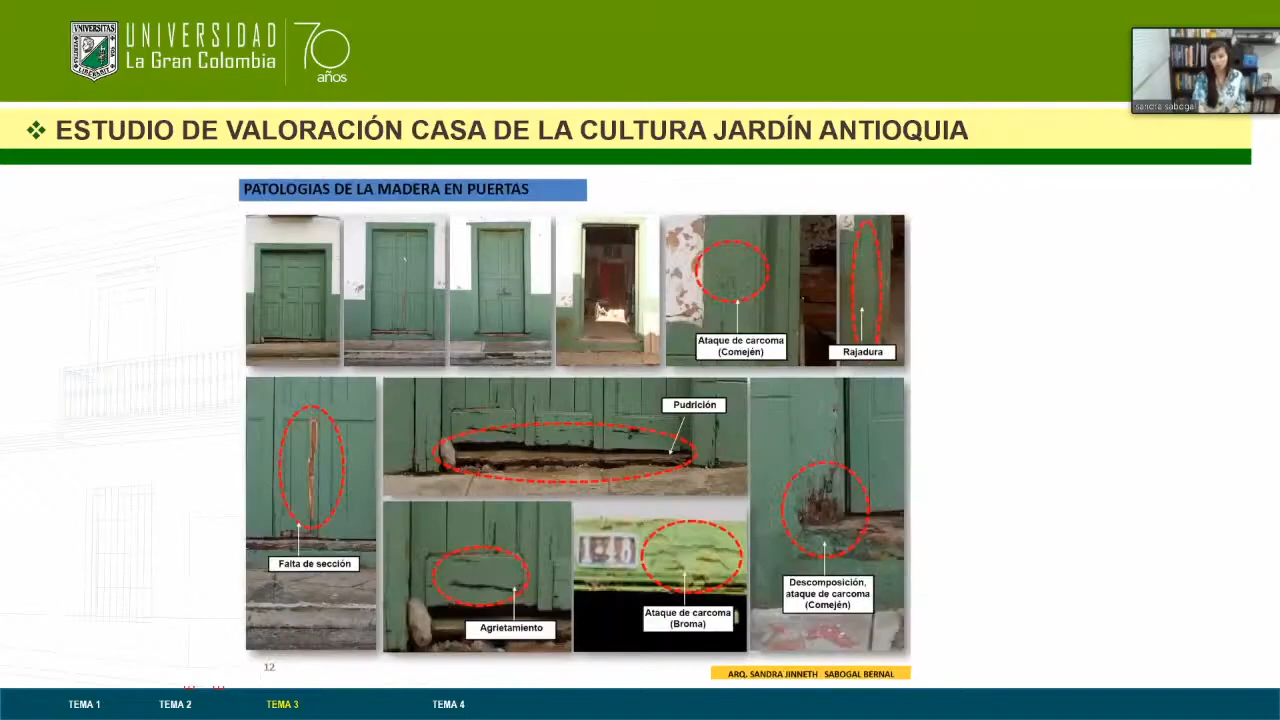 UNIVERSITAS
UNIVERSIDAD
La Gran Colombia
70
años
sandra sabogal
ESTUDIO DE VALORACIÓN CASA DE LA CULTURA JARDÍN ANTIOQUIA
PATOLOGIAS DE LA MADERA EN PUERTAS
Ataque de carcoma
(Comején)
Rajadura
Pudrición
Falta de sección
Agrietamiento
Ataque de carcoma
(Broma)
Descomposición,
ataque de carcoma
(Comején)
12
ARQ. SANDRA JINNETH SABOGAL BERNAL
TEMA 1
TEMA 2
TEMA 3
TEMA 4